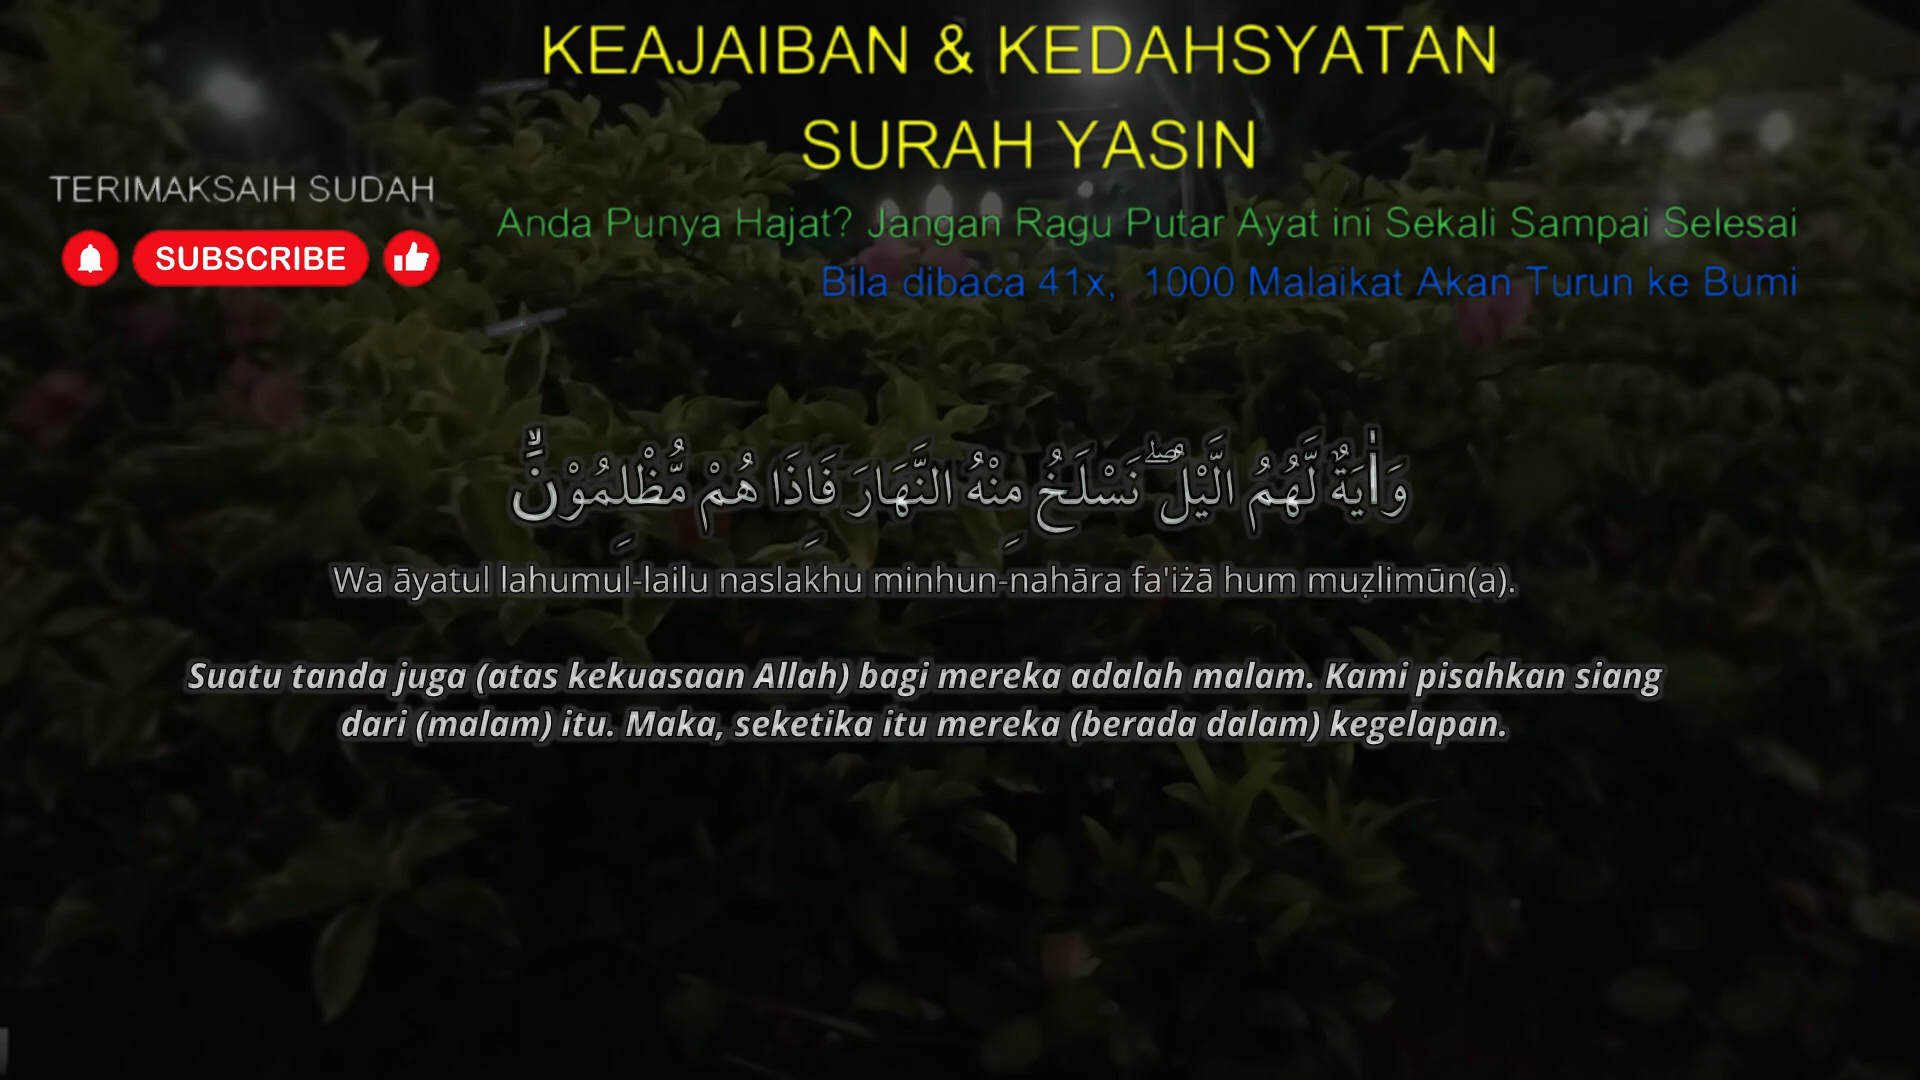 KEAJAIBAN & KEDAHSYATAN
SURAH YASIN
TERIMAKSAIH SUDAH
SUBSCRIBE
Anda Punya Hajat? Jangan Ragu Putar Ayat ini Sekali Sampai Selesai
Bila dibaca 41x, 1000 Malaikat Akan Turun ke Bumi
وَاٰيَةٌ لَّهُمُ الَّيْلُ ۖنَسْلَخُ مِنْهُ النَّهَارَ فَاِذَا هُمْ مُّظْلِمُوْنَۙ
Wa āyatul lahumul-lailu naslakhu minhun-nahāra fa'iżā hum muẓlimūn(a).
Suatu tanda juga (atas kekuasaan Allah) bagi mereka adalah malam. Kami pisahkan siang
dari (malam) itu. Maka, seketika itu mereka (berada dalam) kegelapan.